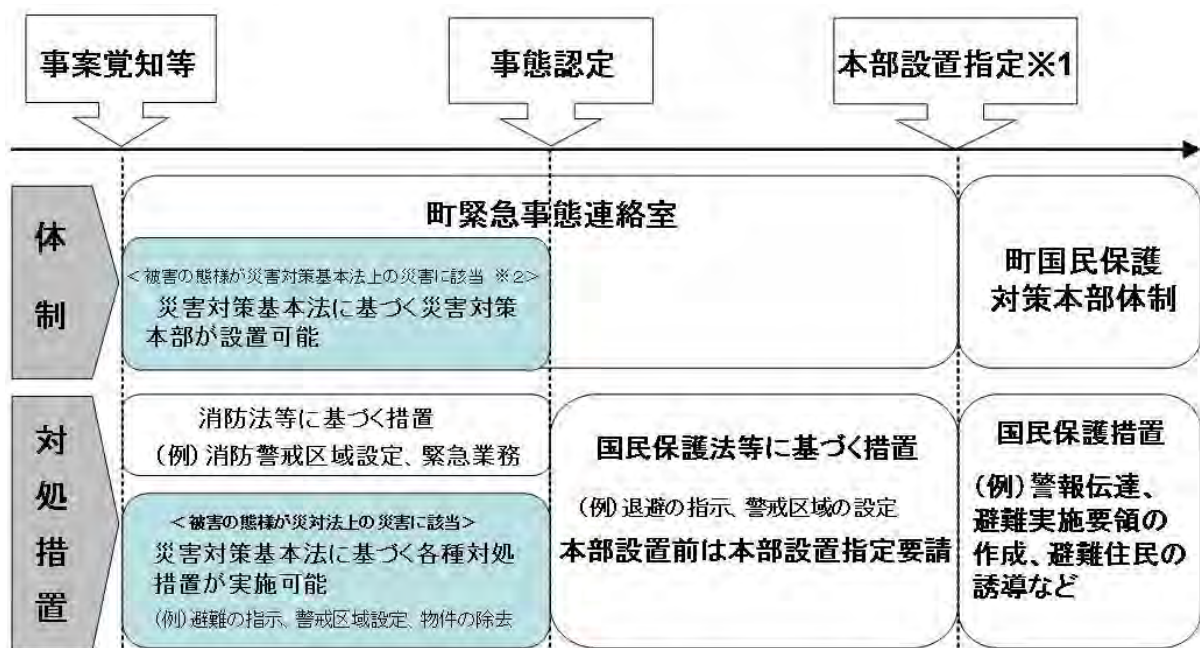 事案覚知等
事態認定
本部設置指定※1
体制
町緊急事態連絡室
<被害の態様が災害対策基本法上の災害に該当 ※2>
災害対策基本法に基づく災害対策
本部が設置可能
町国民保護
対策本部体制
対処措置
消防法等に基づく措置
(例)消防警戒区域設定、緊急業務
<被害の態様が災対法上の災害に該当>
災害対策基本法に基づく各種対処
措置が実施可能
(例)避難の指示、警戒区域設定、物件の除去
国民保護法等に基づく措置
(例)退避の指示、警戒区域の設定
本部設置前は本部設置指定要請
国民保護措置
(例)警報伝達、
避難実施要領の
作成、避難住民の
誘導など